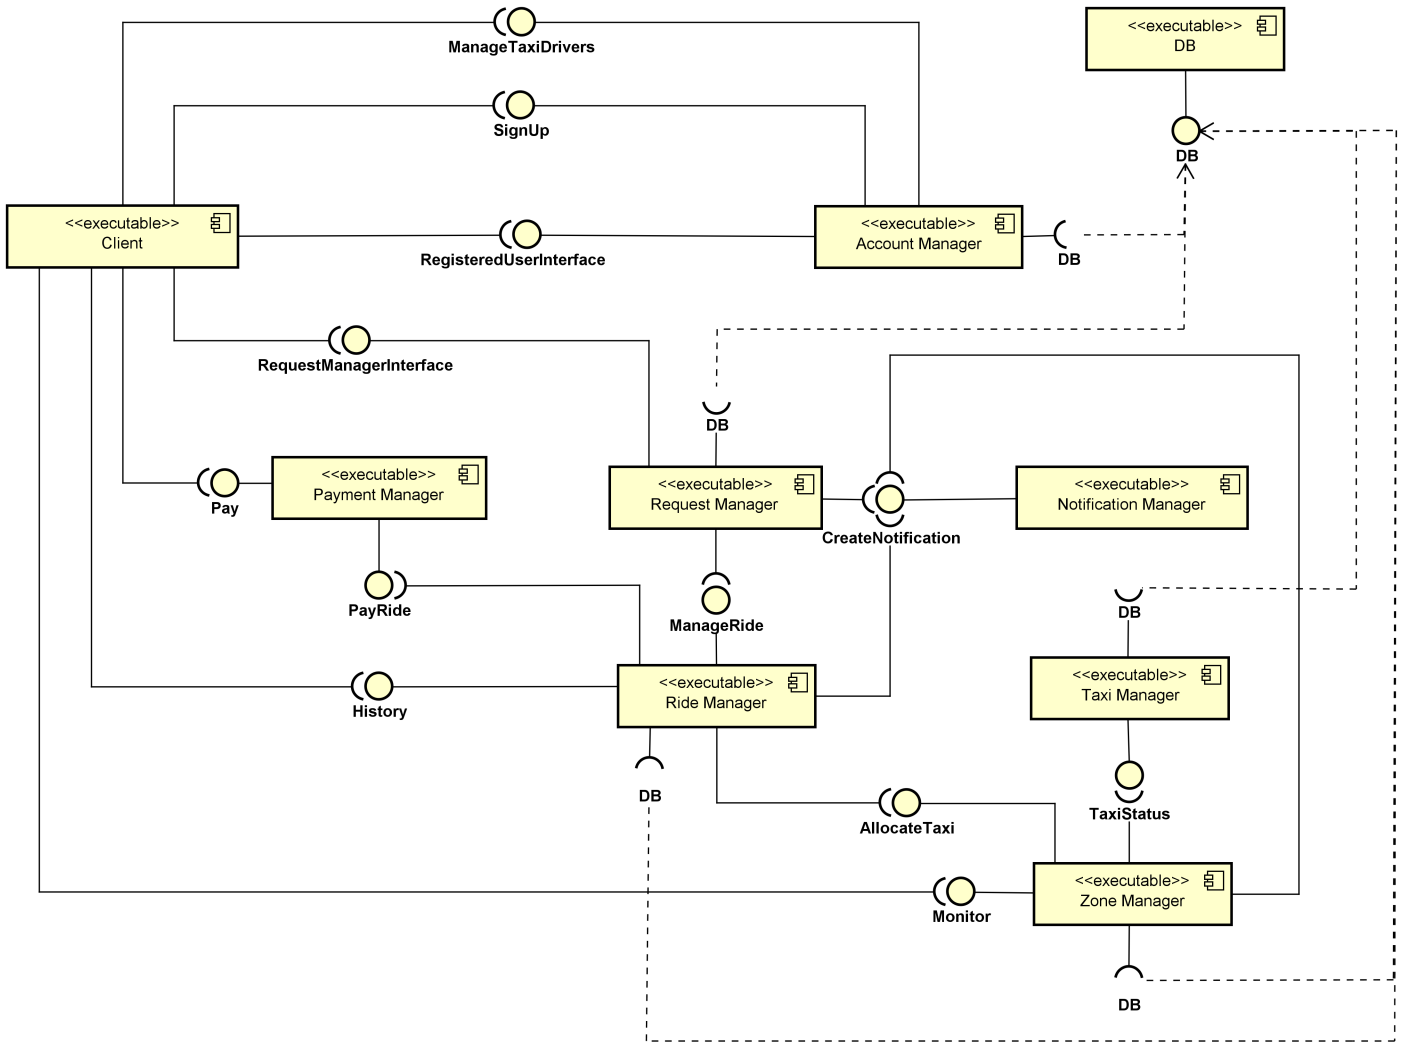 ManageTaxiDrivers
<<executable>>
DB
SignUp
DB
<<executable>>
Client
RegisteredUserInterface
<<executable>>
Account Manager
DB
RequestManagerInterface
DB
<<executable>>
Payment Manager
Pay
<<executable>>
Request Manager
CreateNotification
<<executable>>
Notification Manager
PayRide
ManageRide
DB
History
<<executable>>
Ride Manager
<<executable>>
Taxi Manager
DB
AllocateTaxi
TaxiStatus
Monitor
<<executable>>
Zone Manager
DB